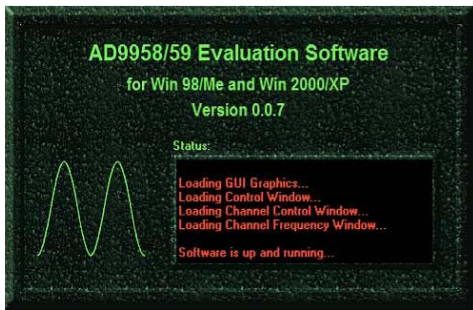 AD9958/59 Evaluation Software
for Win 98/Me and Win 2000/XP
Version 0.0.7
Status:
Loading GUI Graphics...
Loading Control Window...
Loading Channel Control Window...
Loading Channel Frequency Window...
Software is up and running...